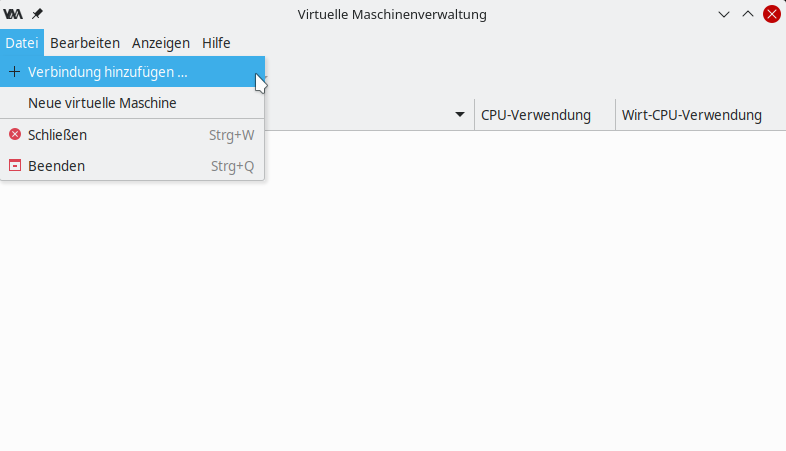 Virtuelle Maschinenverwaltung
Datei Bearbeiten Anzeigen Hilfe
Verbindung hinzufügen ...
Neue virtuelle Maschine
CPU-Verwendung Wirt-CPU-Verwendung
Schließen Strg+W
Beenden Strg+Q